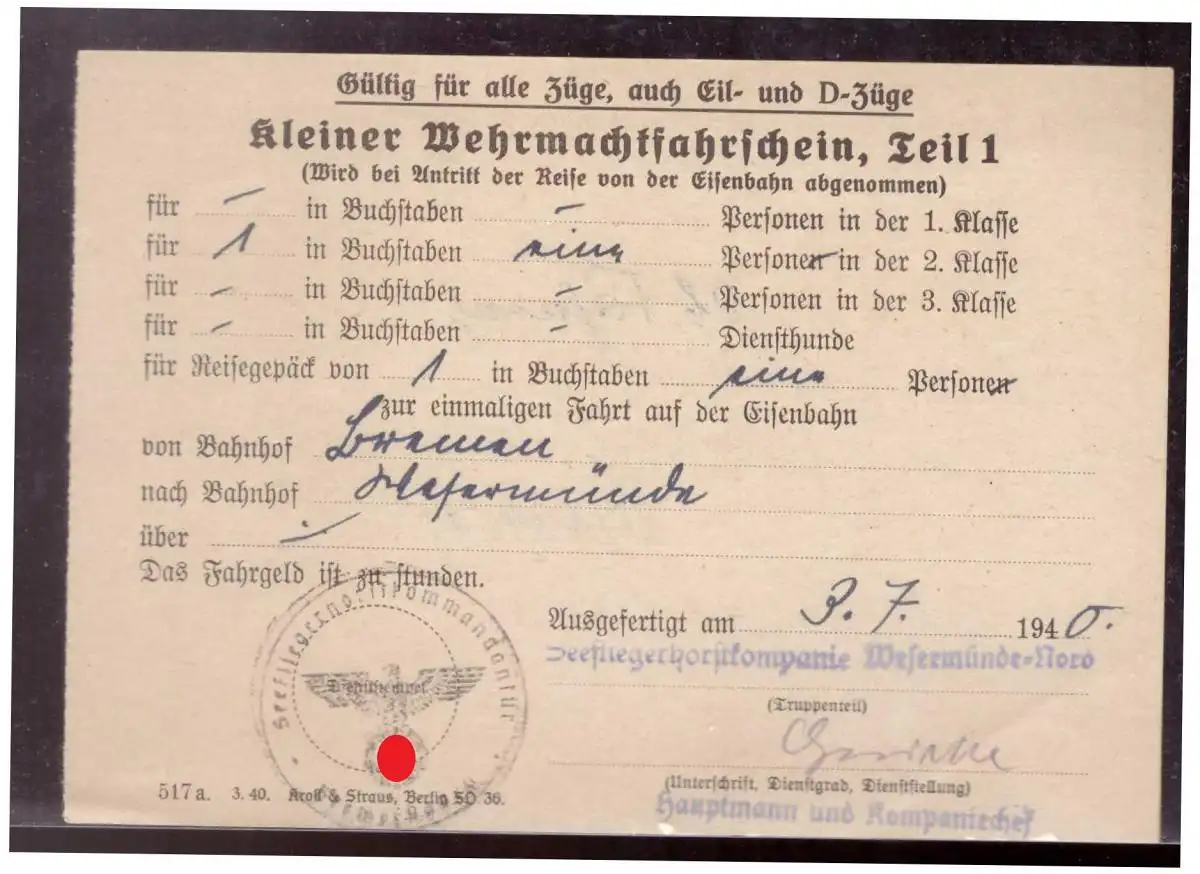 Gültig für alle Züge, auch Eil- und D-Züge
Kleiner Wehrmachtfahrschein, Teil 1
(Wird bei Antritt der Reise von der Eisenbahn abgenommen)
für – in Buchstaben – Personen in der 1. Klasse
für 1 in Buchstaben eine Personen in der 2. Klasse
für – in Buchstaben – Personen in der 3. Klasse
für – in Buchstaben – Diensthunde
für Reisegepäck von 1 in Buchstaben eine Personen
zur einmaligen Fahrt auf der Eisenbahn
von Bahnhof Bremen
nach Bahnhof Wesermünde
über
Das Fahrgeld ist zu stunden.
Seefliegerhorstkommandantur
Dienststempel
Ausgefertigt am 3. 7. 1940.
Seefliegerhorstkompanie Wesermünde-Nord
(Truppenteil)
(Unterschrift, Dienstgrad, Dienststellung)
Hauptmann und Kompaniechef
517a. 3. 40. Kroll & Straus, Berlin SO 36.